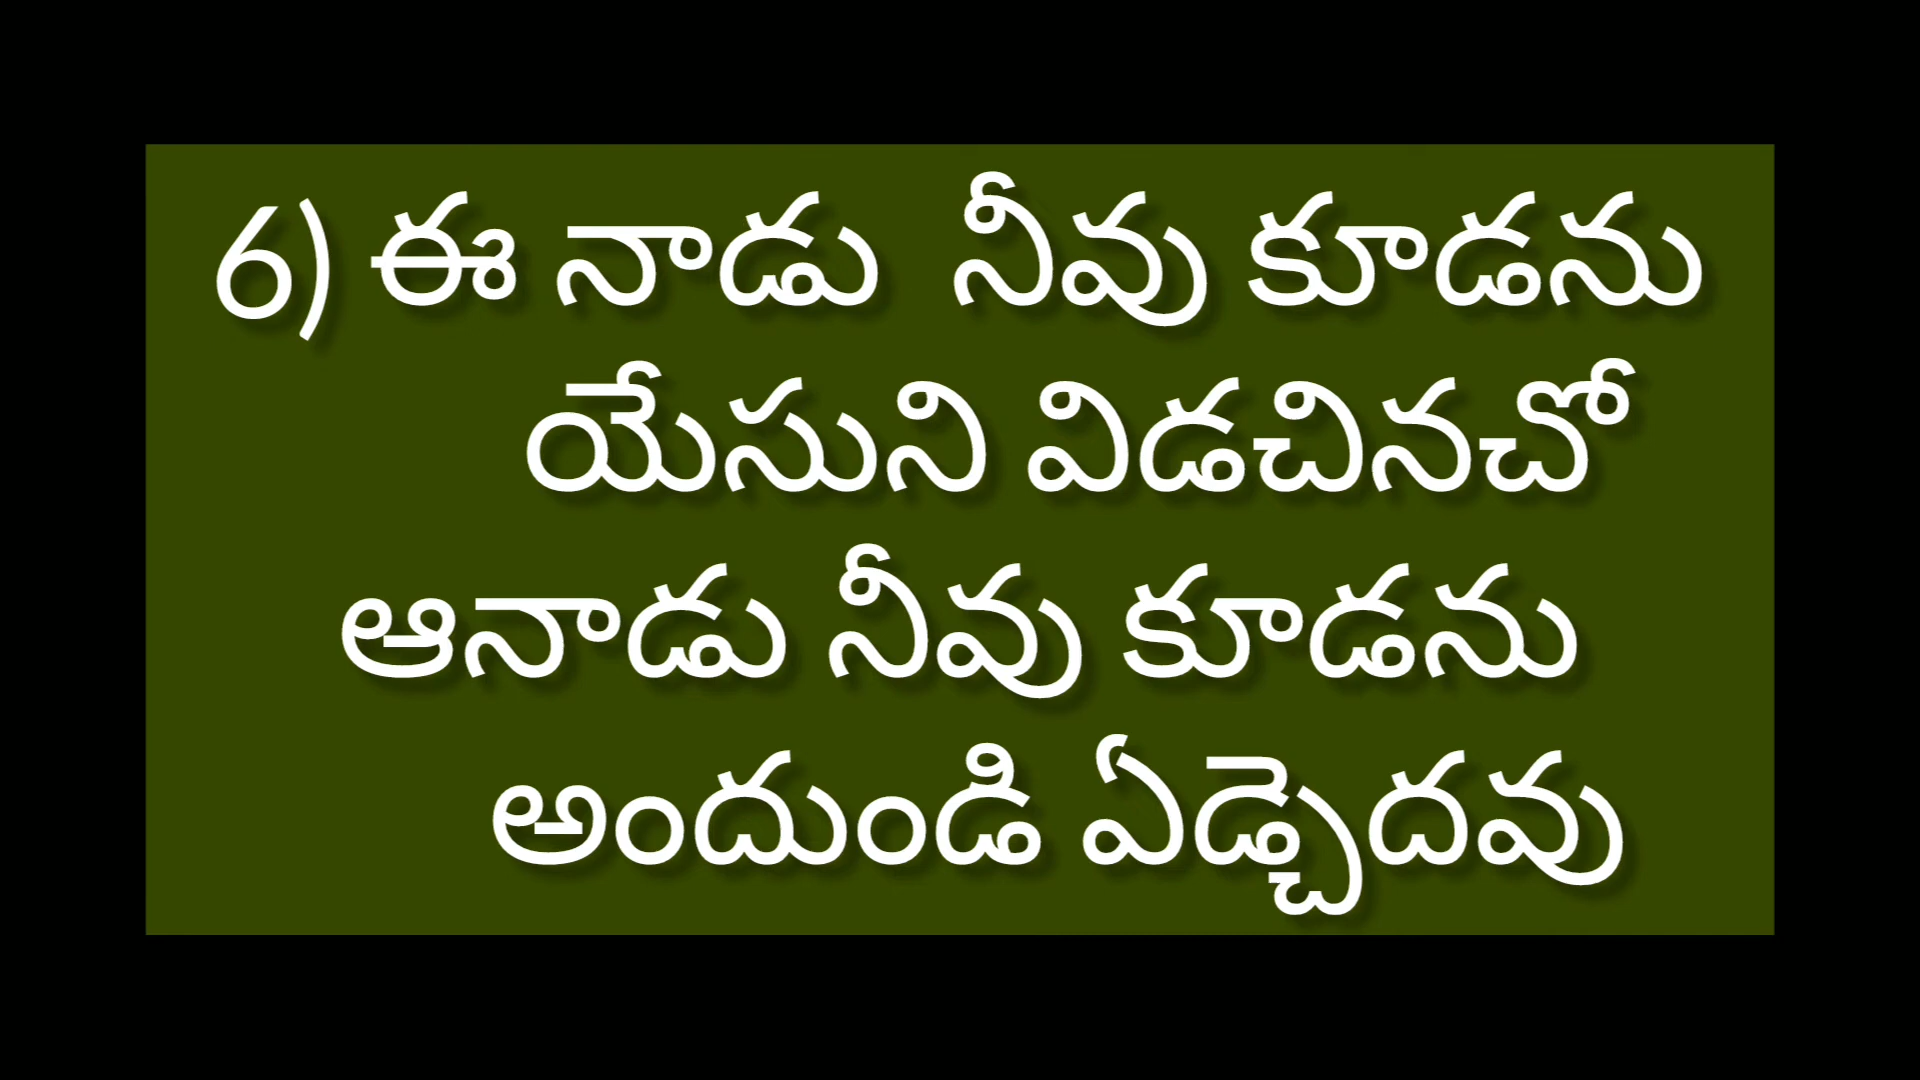 6) ఈ నాడు నీవు కూడను
యేసుని విడచినచో
ఆనాడు నీవు కూడను
అందుండి ఏడ్చెదవు